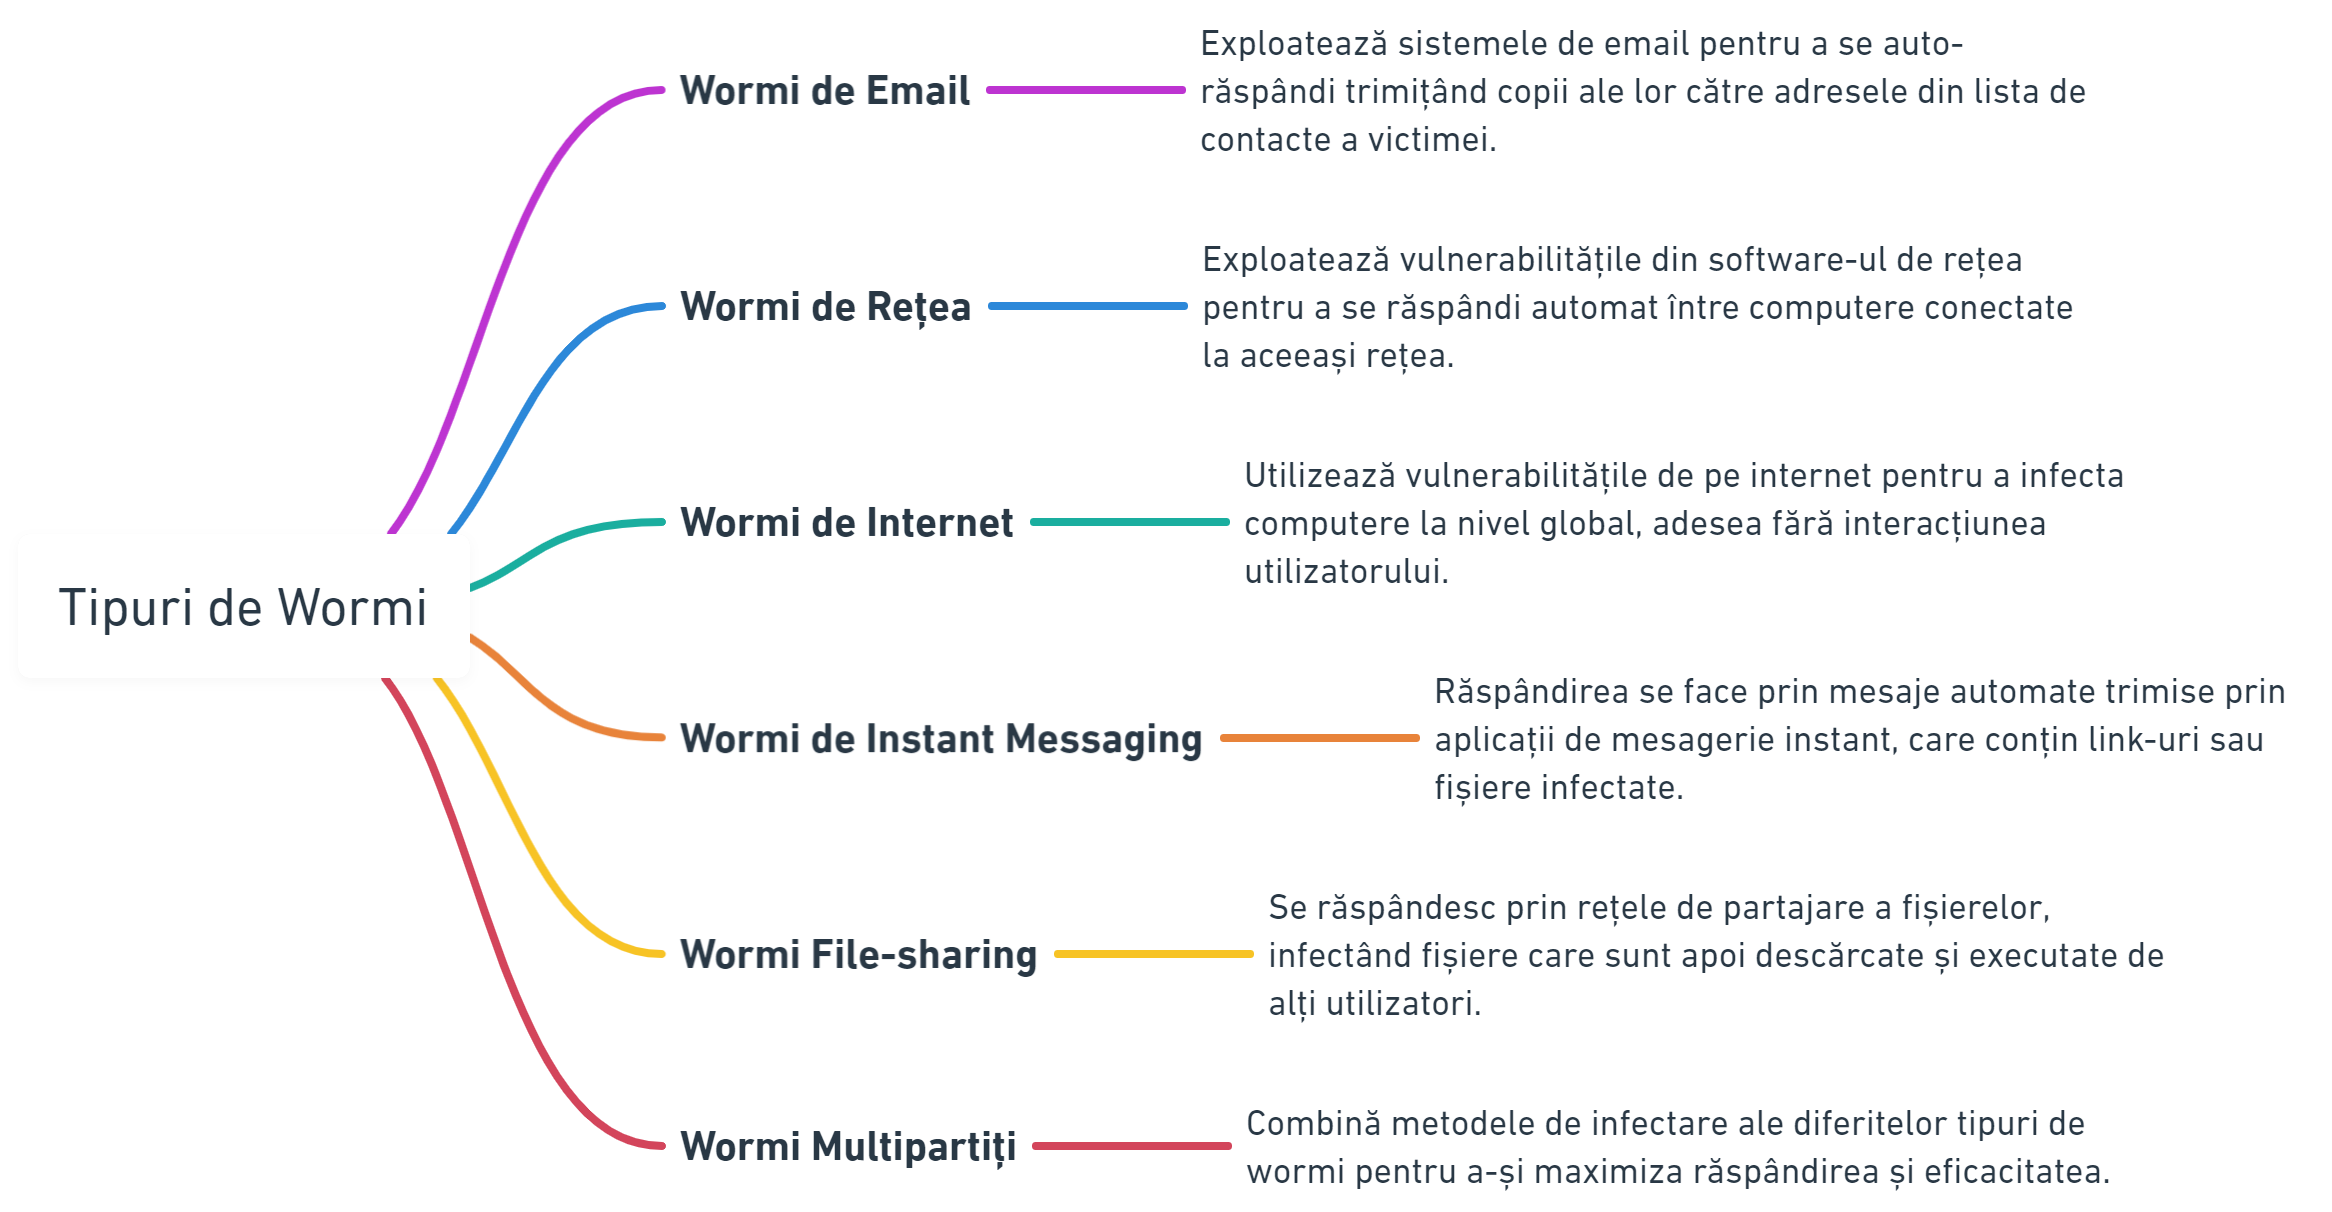 Tipuri de Wormi
Wormi de Email
Exploatează sistemele de email pentru a se auto-
răspândi trimițând copii ale lor către adresele din lista de
contacte a victimei.
Wormi de Rețea
Exploatează vulnerabilitățile din software-ul de rețea
pentru a se răspândi automat între computere conectate
la aceeași rețea.
Wormi de Internet
Utilizează vulnerabilitățile de pe internet pentru a infecta
computere la nivel global, adesea fără interacțiunea
utilizatorului.
Wormi de Instant Messaging
Răspândirea se face prin mesaje automate trimise prin
aplicații de mesagerie instant, care conțin link-uri sau
fișiere infectate.
Wormi File-sharing
Se răspândesc prin rețele de partajare a fișierelor,
infectând fișiere care sunt apoi descărcate și executate de
alți utilizatori.
Wormi Multipartiți
Combină metodele de infectare ale diferitelor tipuri de
wormi pentru a-și maximiza răspândirea și eficacitatea.